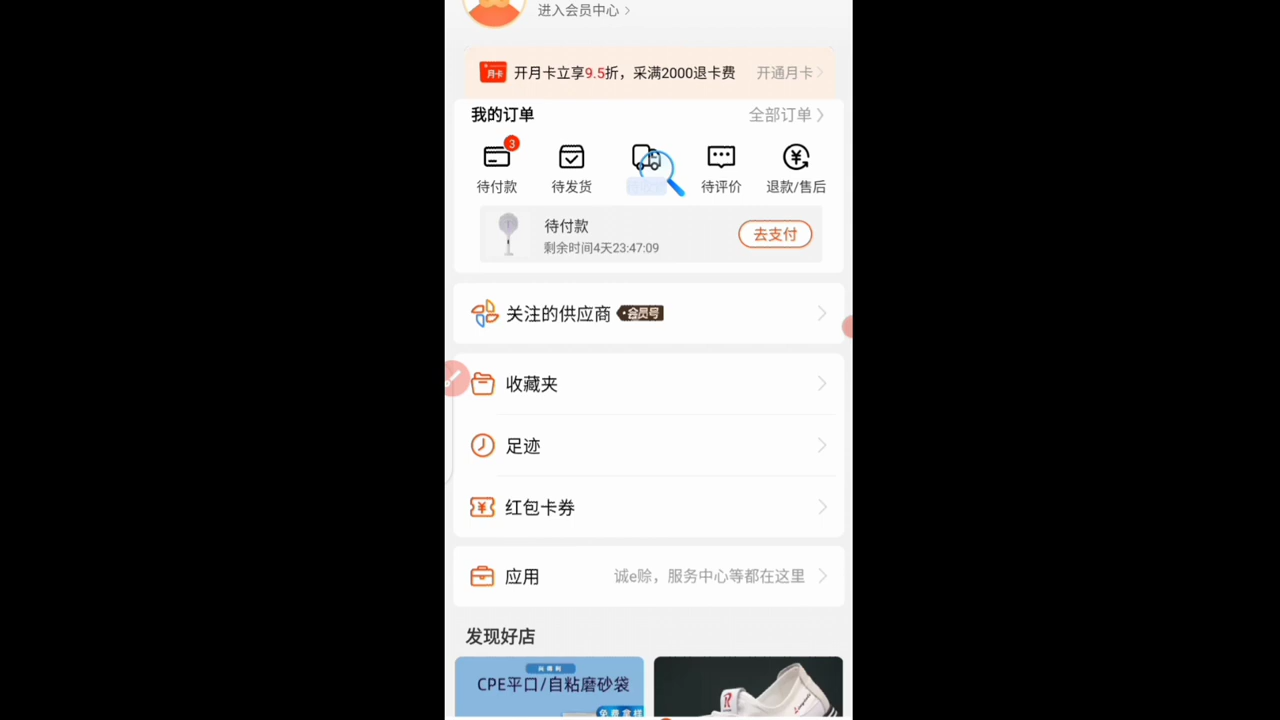 进入会员中心
月卡 开月卡立享9.5折，采满2000退卡费 开通月卡
我的订单 全部订单
3
待付款 待发货 待评价 退款/售后
待付款
剩余时间4天23:47:09
去支付
关注的供应商 会员号
收藏夹
足迹
红包卡券
应用 诚e赊，服务中心等都在这里
发现好店
CPE平口/自粘磨砂袋
免费拿样